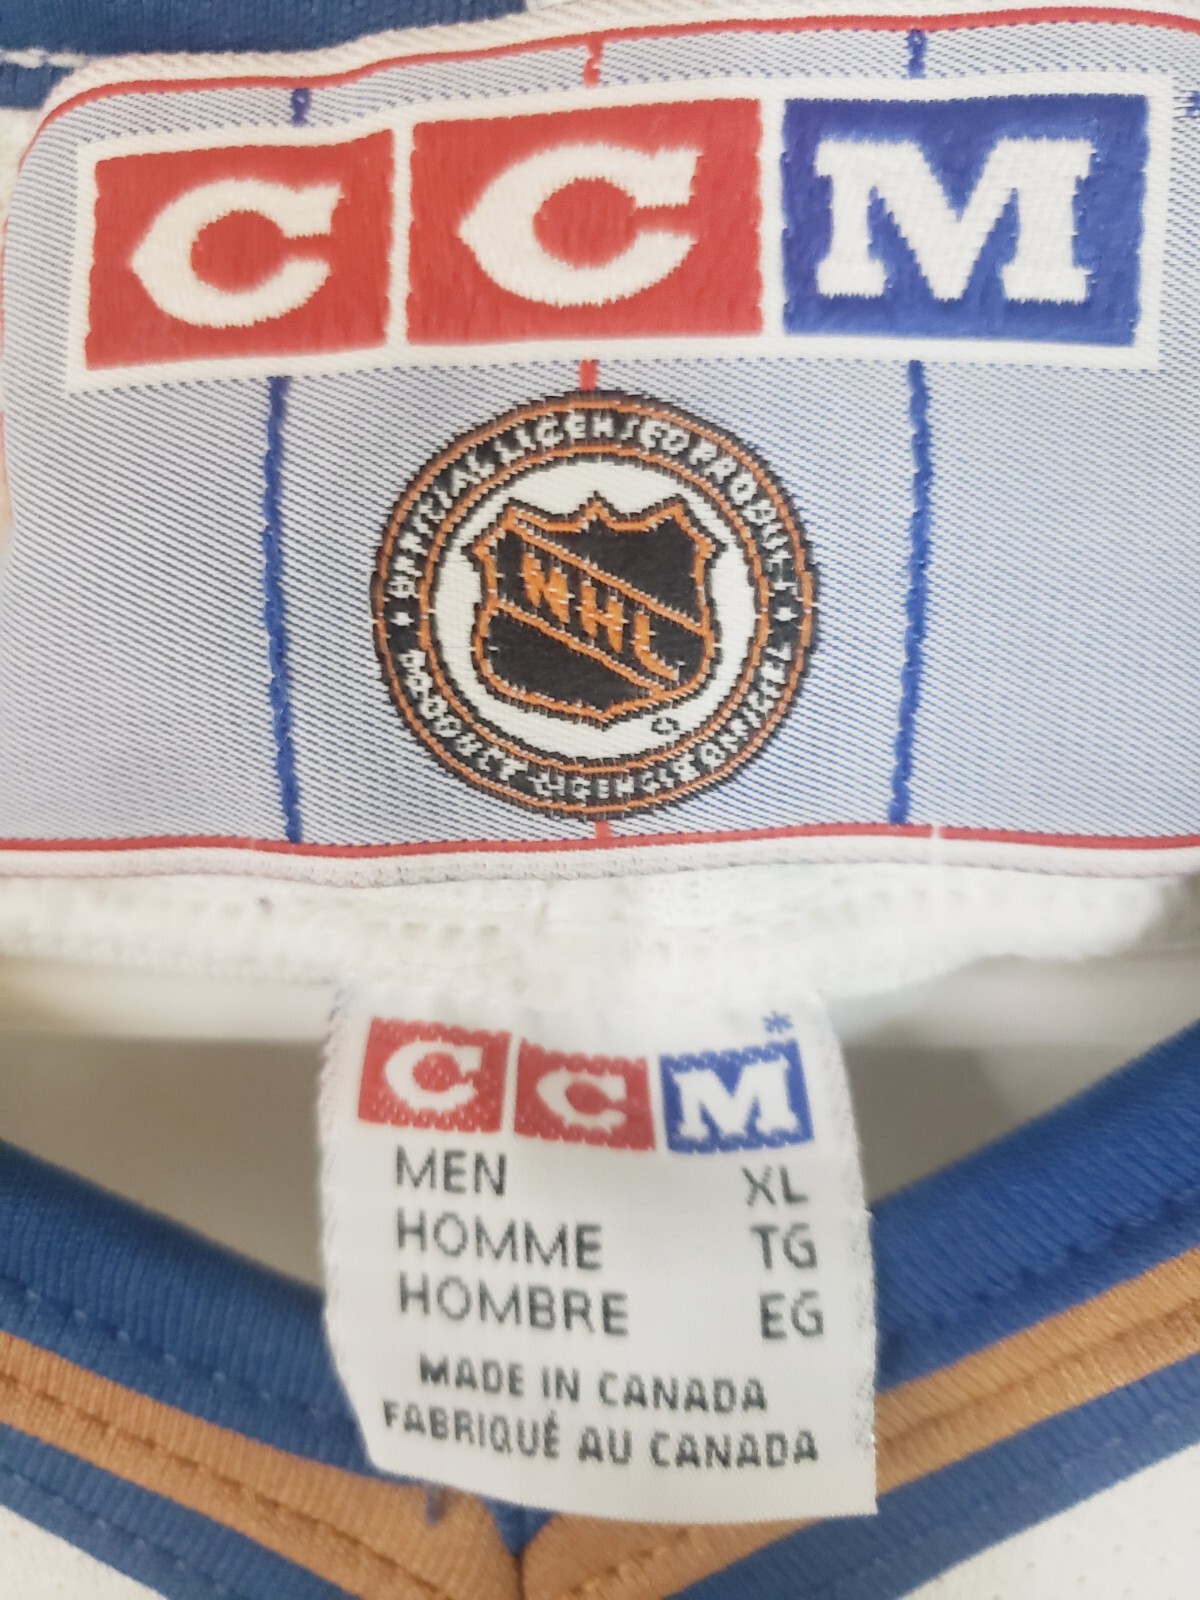 CCM
OFFICIAL LICENSED PRODUCT
NHL
PRODUIT LICENCIÉ OFFICIEL
CCM*
MEN XL
HOMME TG
HOMBRE EG
MADE IN CANADA
FABRIQUÉ AU CANADA